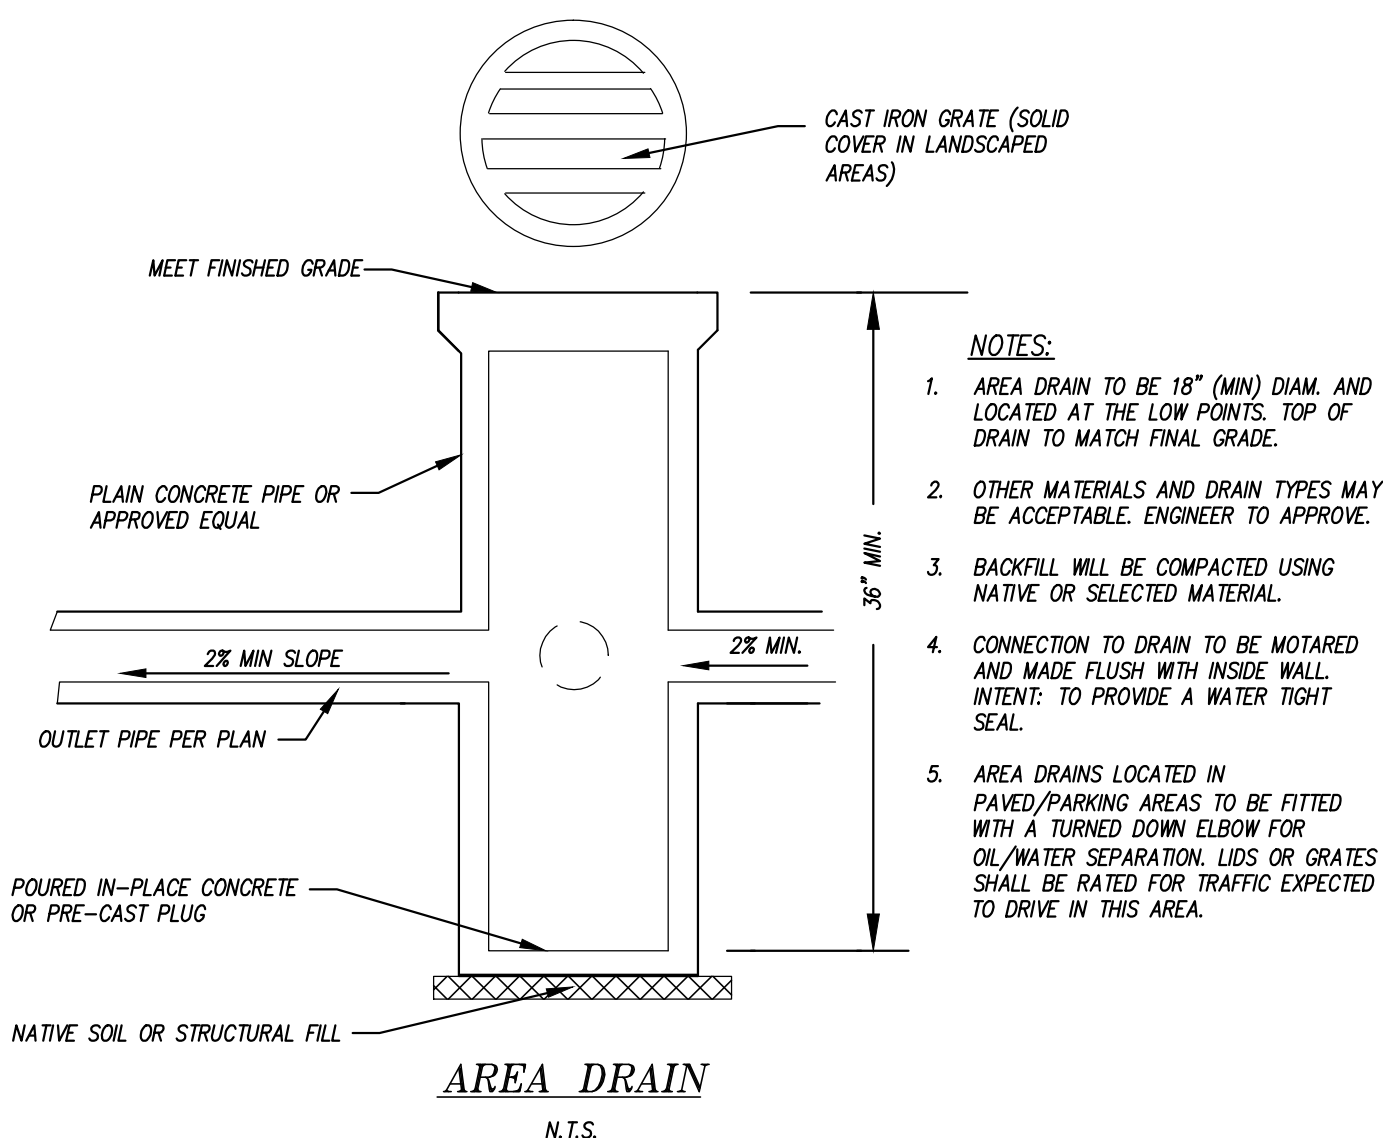 CAST IRON GRATE (SOLID
COVER IN LANDSCAPED
AREAS)
MEET FINISHED GRADE
PLAIN CONCRETE PIPE OR
APPROVED EQUAL
36" MIN.
2% MIN SLOPE
2% MIN.
OUTLET PIPE PER PLAN
POURED IN-PLACE CONCRETE
OR PRE-CAST PLUG
NATIVE SOIL OR STRUCTURAL FILL
NOTES:
1. AREA DRAIN TO BE 18" (MIN) DIAM. AND
LOCATED AT THE LOW POINTS. TOP OF
DRAIN TO MATCH FINAL GRADE.
2. OTHER MATERIALS AND DRAIN TYPES MAY
BE ACCEPTABLE. ENGINEER TO APPROVE.
3. BACKFILL WILL BE COMPACTED USING
NATIVE OR SELECTED MATERIAL.
4. CONNECTION TO DRAIN TO BE MOTARED
AND MADE FLUSH WITH INSIDE WALL.
INTENT: TO PROVIDE A WATER TIGHT
SEAL.
5. AREA DRAINS LOCATED IN
PAVED/PARKING AREAS TO BE FITTED
WITH A TURNED DOWN ELBOW FOR
OIL/WATER SEPARATION. LIDS OR GRATES
SHALL BE RATED FOR TRAFFIC EXPECTED
TO DRIVE IN THIS AREA.
AREA DRAIN
N.T.S.